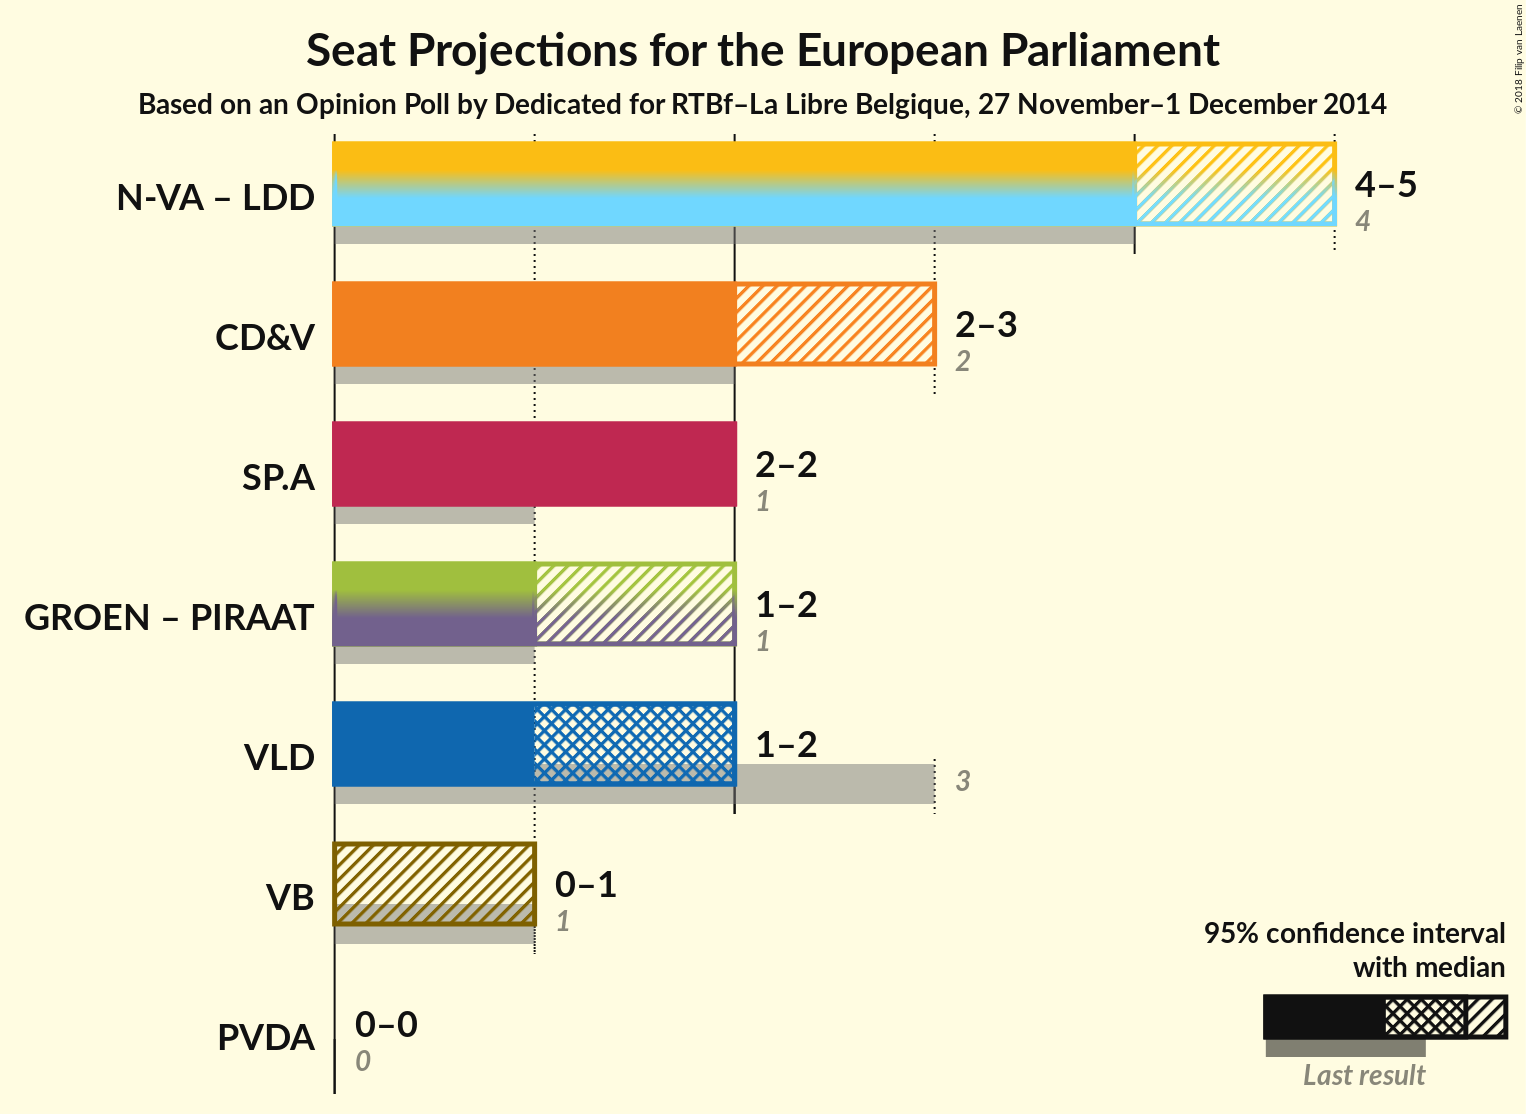 Seat Projections for the European Parliament
Based on an Opinion Poll by Dedicated for RTBf–La Libre Belgique, 27 November–1 December 2014
© 2018 Filip van Laenen
N-VA – LDD
4–5
4
CD&V
2–3
2
SP.A
2–2
1
GROEN – PIRAAT
1–2
1
VLD
1–2
3
VB
0–1
1
PVDA
0–0
0
95% confidence interval
with median
Last result